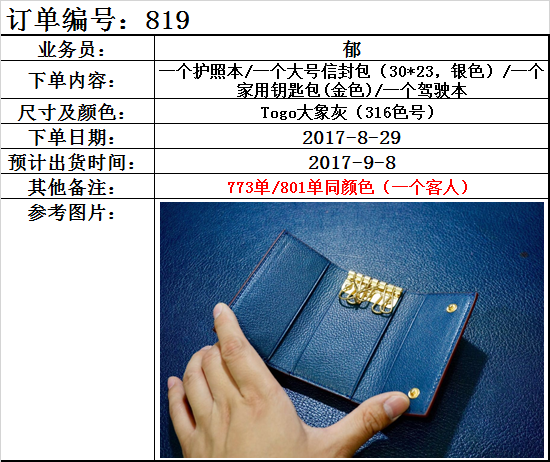 订单编号：819
业务员： 郁
下单内容： 一个护照本/一个大号信封包（30*23，银色）/一个
家用钥匙包(金色)/一个驾驶本
尺寸及颜色： Togo大象灰（316色号）
下单日期： 2017-8-29
预计出货时间： 2017-9-8
其他备注： 773单/801单同颜色（一个客人）
参考图片：